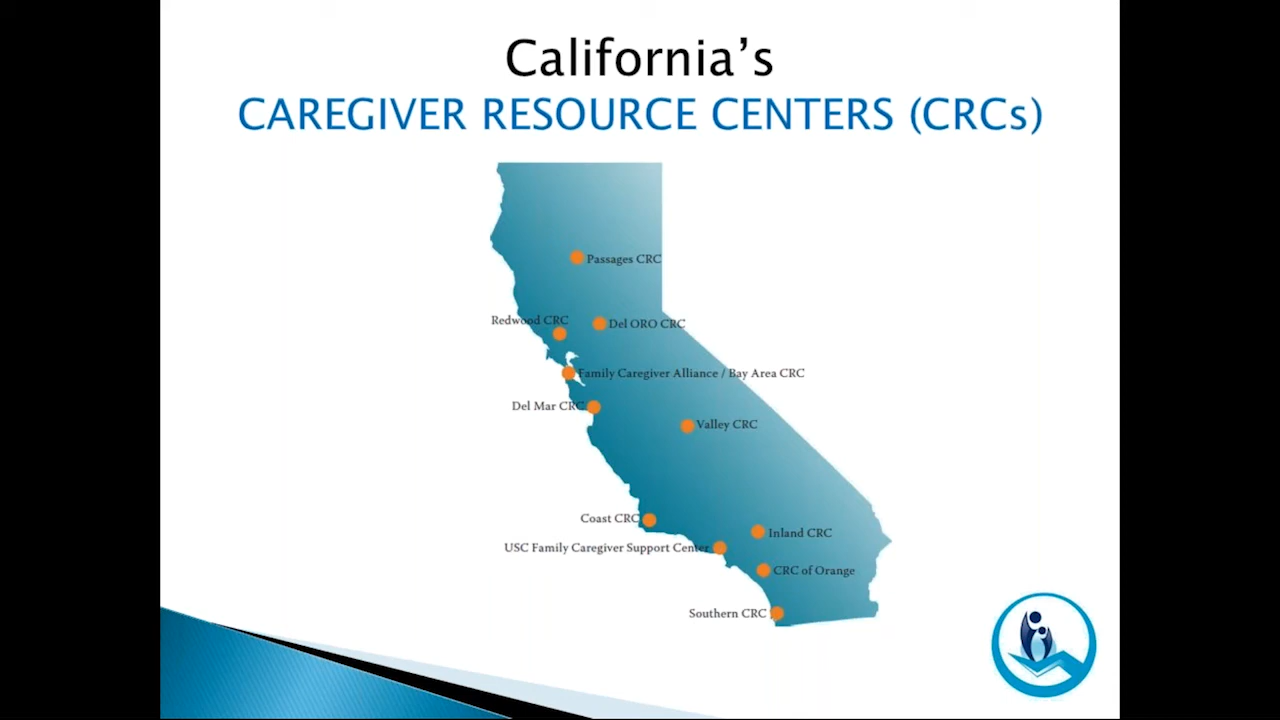 California's
CAREGIVER RESOURCE CENTERS (CRCs)
Passages CRC
Redwood CRC
Del ORO CRC
Family Caregiver Alliance / Bay Area CRC
Del Mar CRC
Valley CRC
Coast CRC
Inland CRC
USC Family Caregiver Support Center
CRC of Orange
Southern CRC